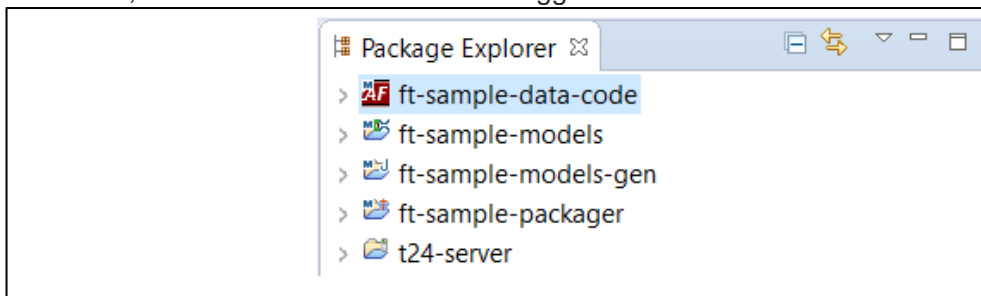 Package Explorer
ft-sample-data-code
ft-sample-models
ft-sample-models-gen
ft-sample-packager
t24-server